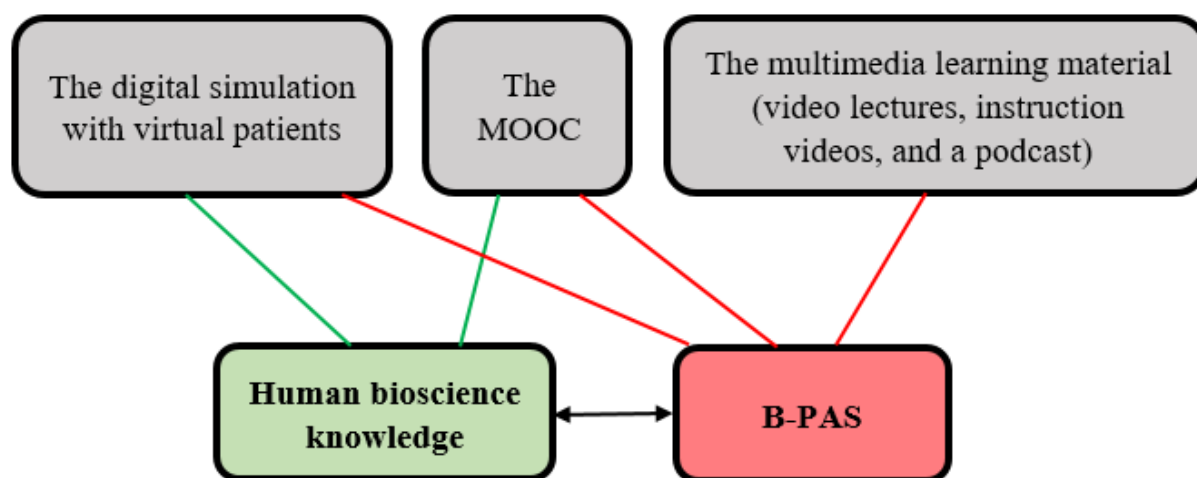 The digital simulation
with virtual patients
The
MOOC
The multimedia learning material
(video lectures, instruction
videos, and a podcast)
Human bioscience
knowledge
B-PAS